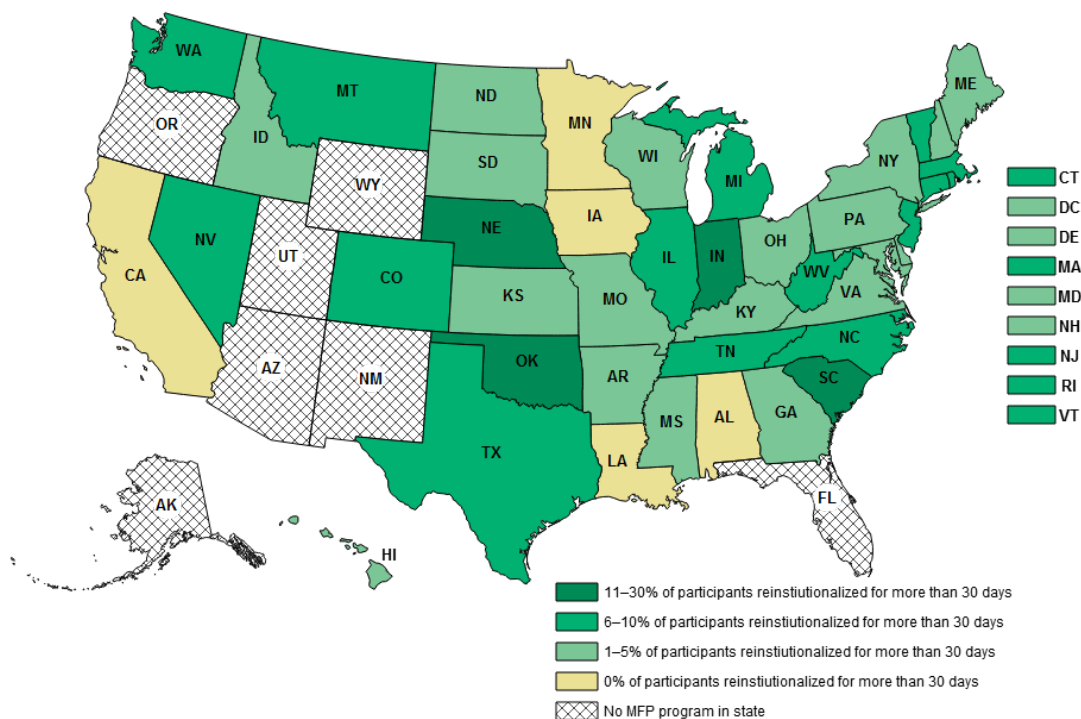 WA
MT
ND
MN
ME
OR
ID
SD
WI
NY
WY
MI
CT
IA
PA
DC
NE
NV
OH
DE
UT
IL
IN
CA
CO
WV
MA
VA
KS
MO
KY
MD
NC
NH
TN
OK
AZ
NM
AR
SC
NJ
RI
MS
AL
GA
VT
TX
LA
FL
AK
HI
11–30% of participants reinstiutionalized for more than 30 days
6–10% of participants reinstiutionalized for more than 30 days
1–5% of participants reinstiutionalized for more than 30 days
0% of participants reinstiutionalized for more than 30 days
No MFP program in state